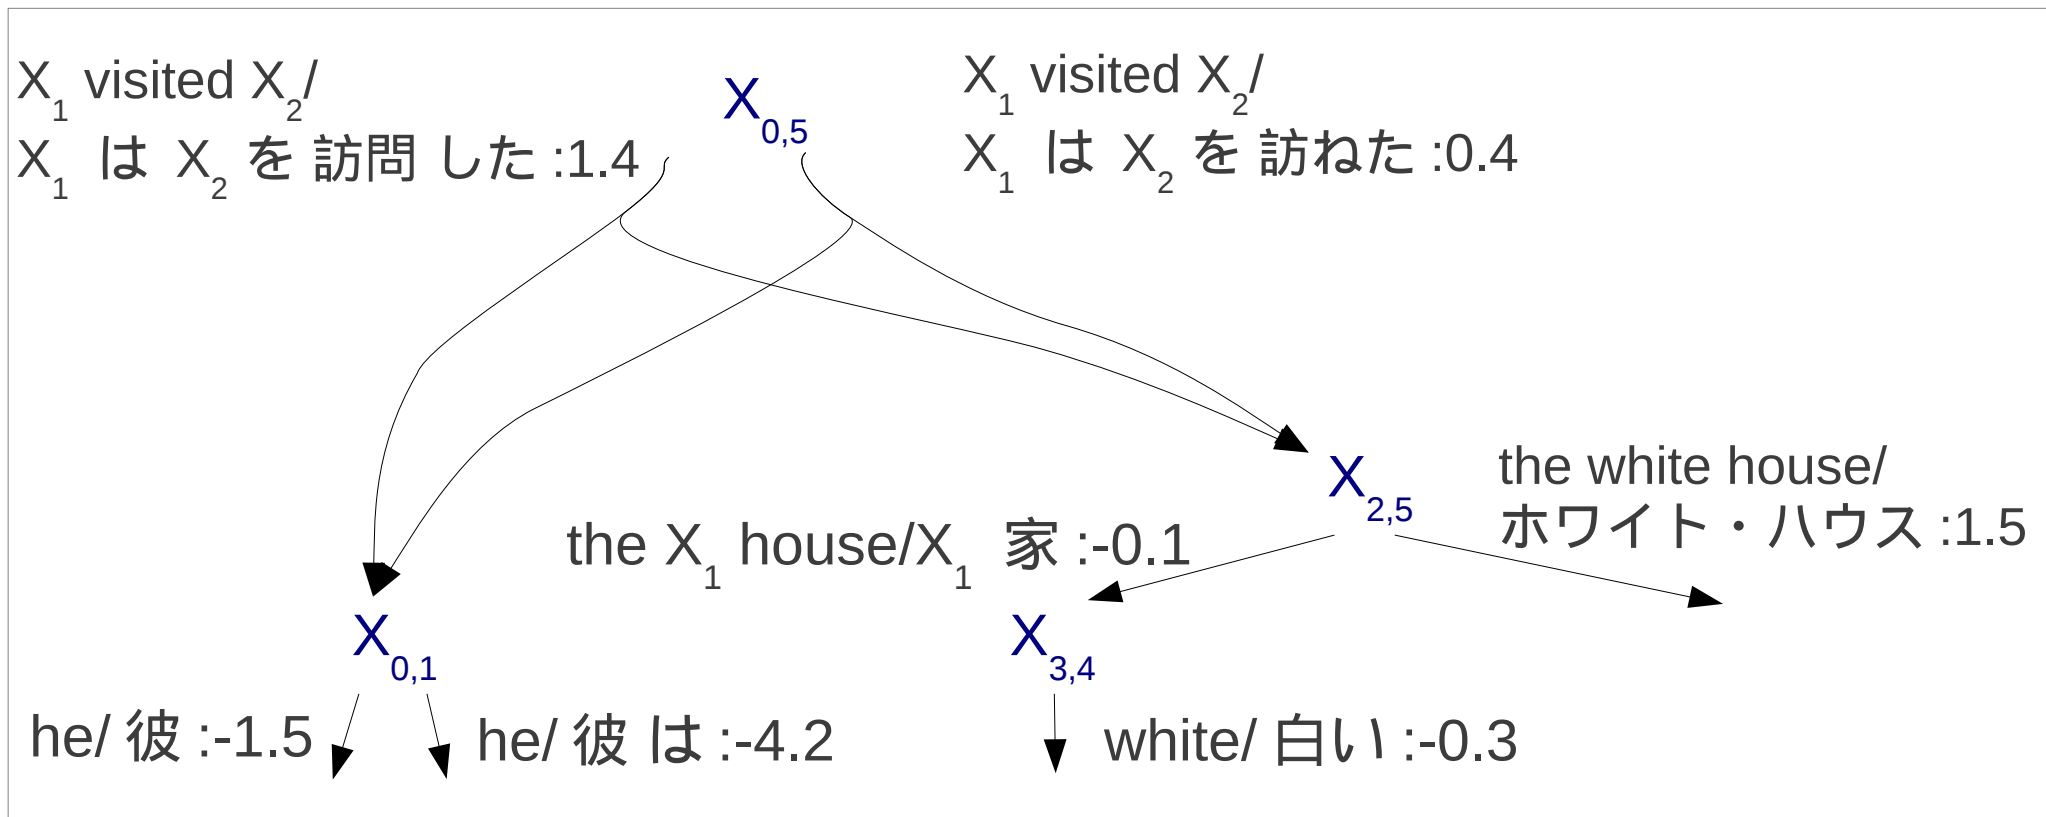 X1 visited X2/
X1 は X2 を 訪問 した :1.4
X0,5
X1 visited X2/
X1 は X2 を 訪ねた :0.4
X2,5
the white house/
ホワイト・ハウス :1.5
the X1 house/X1 家 :-0.1
X0,1
X3,4
he/ 彼 :-1.5
he/ 彼 は :-4.2
white/ 白い :-0.3